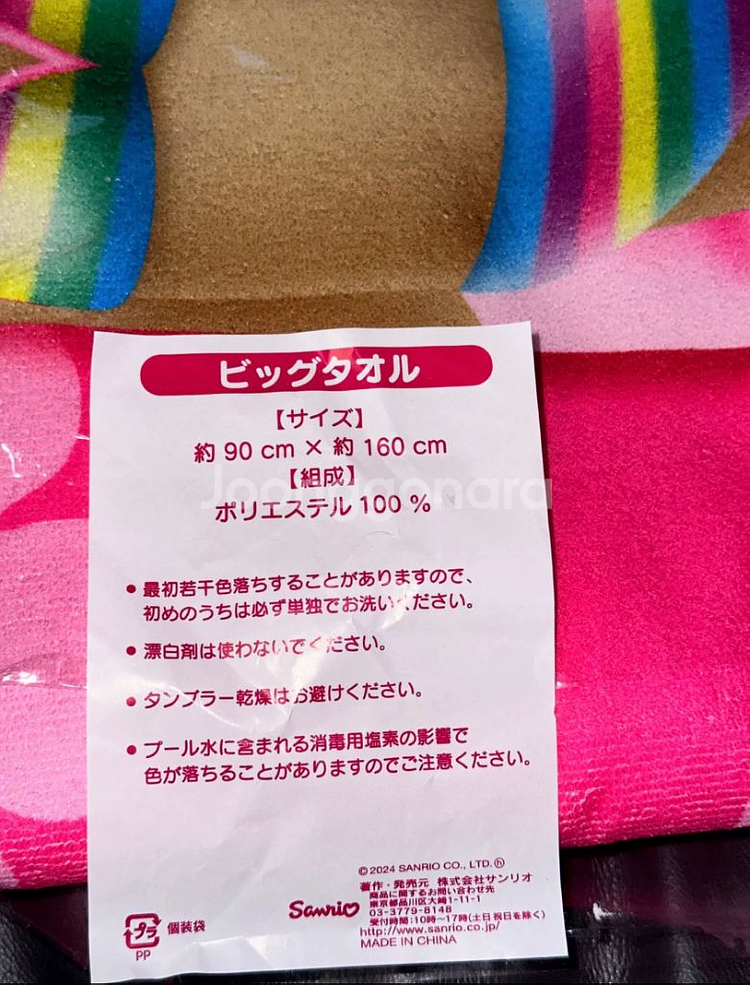 ビッグタオル
【サイズ】
約 90 cm × 約 160 cm
【組成】
ポリエステル 100 %
Joonggonara
● 最初若干色落ちすることがありますので、
初めのうちは必ず単独でお洗いください。
● 漂白剤は使わないでください。
● タンブラー乾燥はお避けください。
● プール水に含まれる消毒用塩素の影響で
色が落ちることがありますのでご注意ください。
© 2024 SANRIO CO., LTD. ⓗ
著作・発売元 株式会社サンリオ
商品に関するお問い合わせ先
東京都品川区大崎1-11-1
03-3779-8148
受付時間:10時〜17時(土日 祝日を除く)
http://www.sanrio.co.jp/
MADE IN CHINA
Sanrio
プラ
個装袋
PP